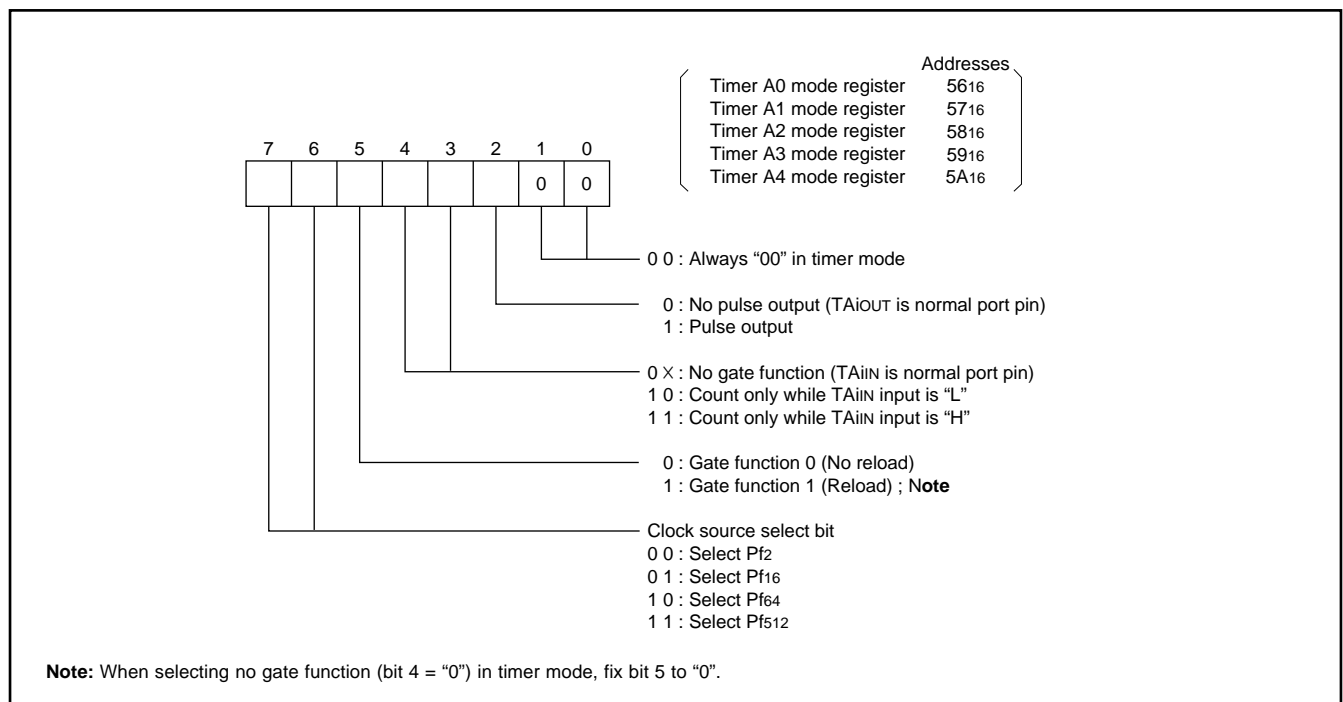 Addresses
Timer A0 mode register 5616
Timer A1 mode register 5716
Timer A2 mode register 5816
Timer A3 mode register 5916
Timer A4 mode register 5A16
7 6 5 4 3 2 1 0
0 0
0 0 : Always “00” in timer mode
0 : No pulse output (TAiOUT is normal port pin)
1 : Pulse output
0 × : No gate function (TAiIN is normal port pin)
1 0 : Count only while TAiIN input is “L”
1 1 : Count only while TAiIN input is “H”
0 : Gate function 0 (No reload)
1 : Gate function 1 (Reload) ; Note
Clock source select bit
0 0 : Select Pf2
0 1 : Select Pf16
1 0 : Select Pf64
1 1 : Select Pf512
Note: When selecting no gate function (bit 4 = “0”) in timer mode, fix bit 5 to “0”.